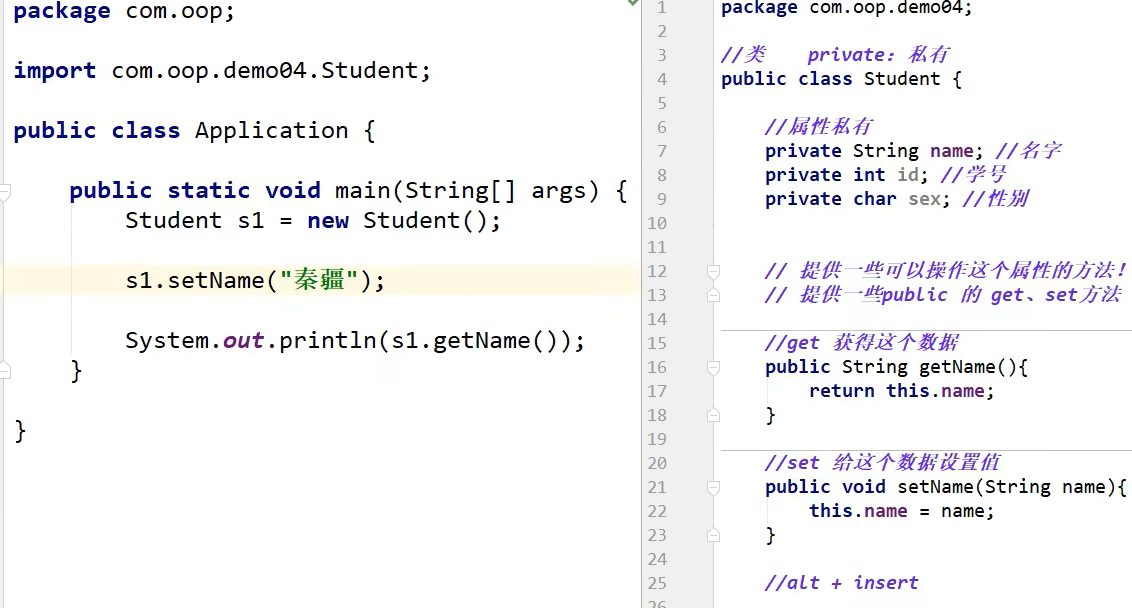 package com.oop;
import com.oop.demo04.Student;
public class Application {
public static void main(String[] args) {
Student s1 = new Student();
s1.setName("秦疆");
System.out.println(s1.getName());
}
}
1 package com.oop.demo04;
2
3 //类 private: 私有
4 public class Student {
5
6 //属性私有
7 private String name; //名字
8 private int id; //学号
9 private char sex; //性别
10
11
12 // 提供一些可以操作这个属性的方法!
13 // 提供一些public 的 get、set方法
14
15 //get 获得这个数据
16 public String getName(){
17 return this.name;
18 }
19
20 //set 给这个数据设置值
21 public void setName(String name){
22 this.name = name;
23 }
24
25 //alt + insert
26